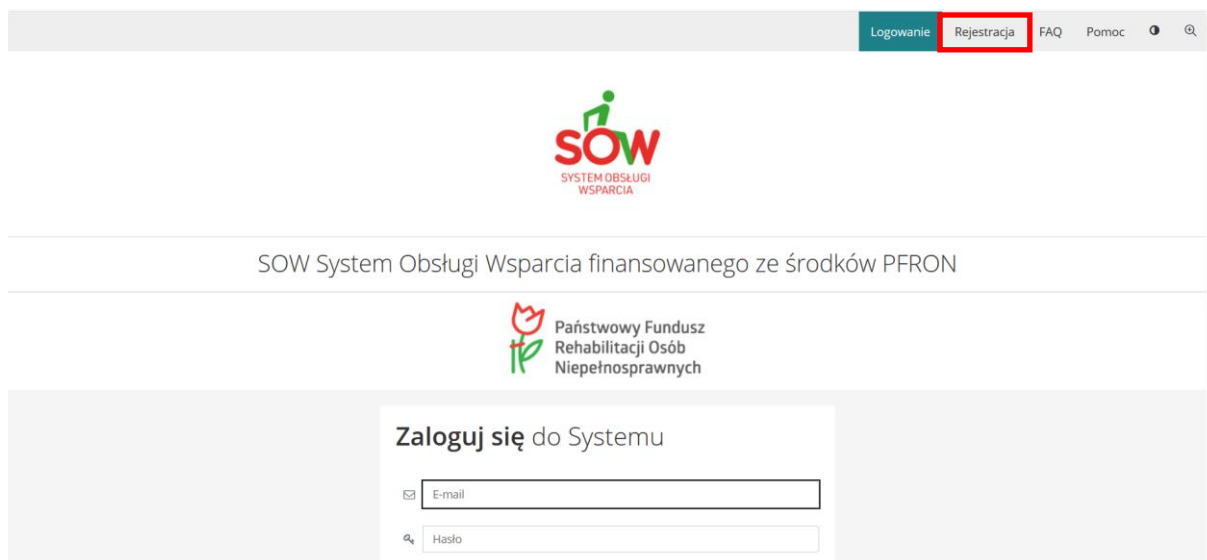 Logowanie Rejestracja FAQ Pomoc
SOW
SYSTEM OBSŁUGI
WSPARCIA
SOW System Obsługi Wsparcia finansowanego ze środków PFRON
Państwowy Fundusz
Rehabilitacji Osób
Niepełnosprawnych
Zaloguj się do Systemu
E-mail
Hasło